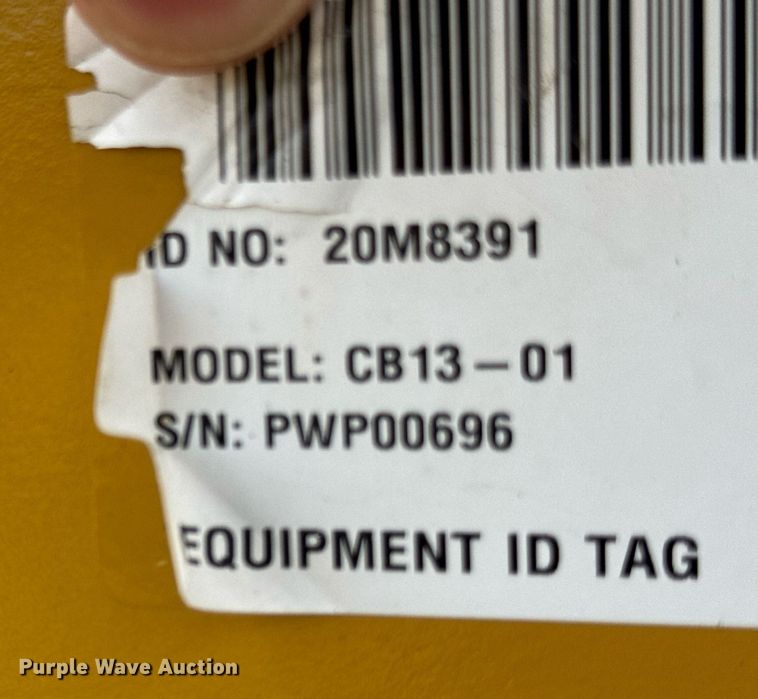 ID NO: 20M8391
MODEL: CB13-01
S/N: PWP00696
EQUIPMENT ID TAG
Purple Wave Auction